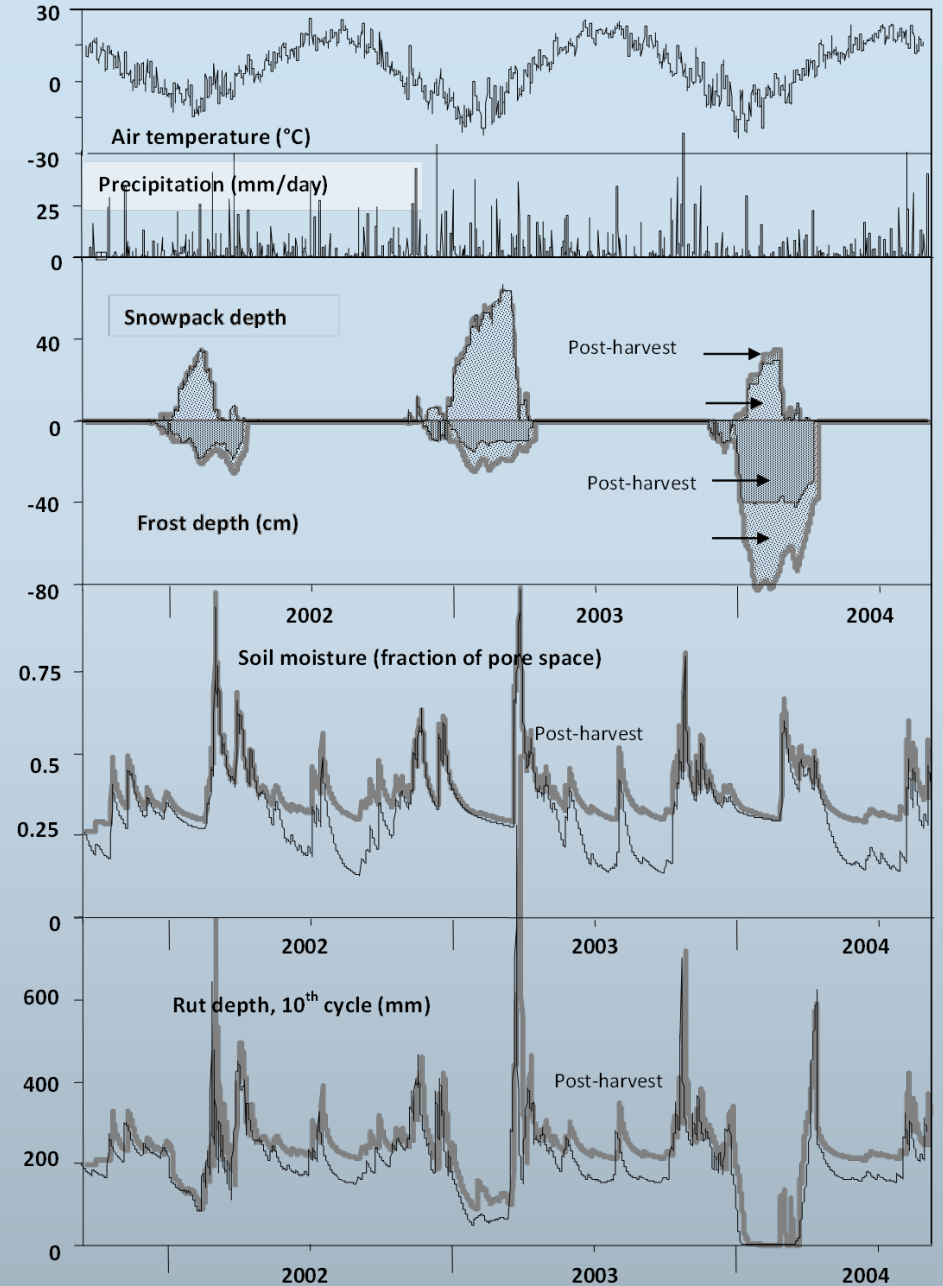 30
0
Air temperature (°C)
-30
Precipitation (mm/day)
25
0
Snowpack depth
40
Post-harvest
0
Post-harvest
-40
Frost depth (cm)
-80
2002 2003 2004
Soil moisture (fraction of pore space)
0.75
Post-harvest
0.5
0.25
0
2002 2003 2004
600
Rut depth, 10th cycle (mm)
400
Post-harvest
200
0
2002 2003 2004